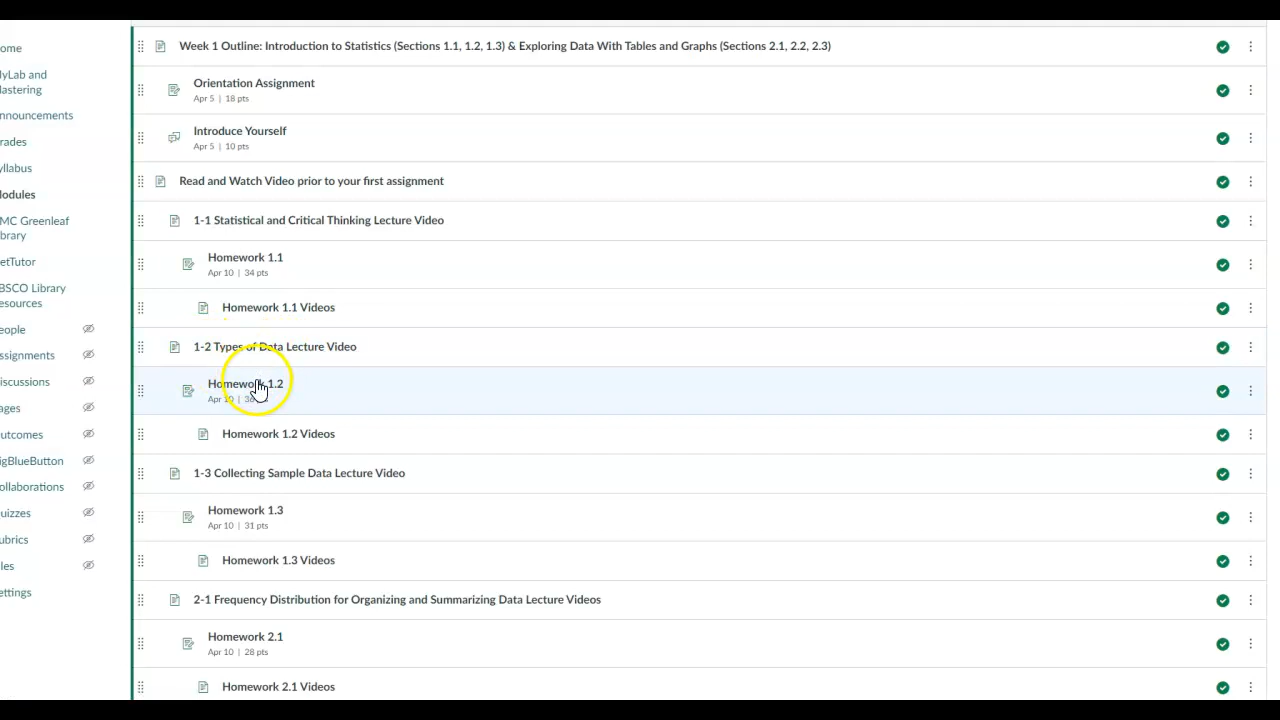 ome
lyLab and
lastering
nnouncements
rades
yllabus
lodules
MC Greenleaf
ibrary
etTutor
BSCO Library
esources
eople
ssignments
iscussions
ages
utcomes
igBlueButton
ollaborations
uizzes
ubrics
les
ettings
Week 1 Outline: Introduction to Statistics (Sections 1.1, 1.2, 1.3) & Exploring Data With Tables and Graphs (Sections 2.1, 2.2, 2.3)
Orientation Assignment
Apr 5 | 18 pts
Introduce Yourself
Apr 5 | 10 pts
Read and Watch Video prior to your first assignment
1-1 Statistical and Critical Thinking Lecture Video
Homework 1.1
Apr 10 | 34 pts
Homework 1.1 Videos
1-2 Types of Data Lecture Video
Homework 1.2
Apr 10 |
Homework 1.2 Videos
1-3 Collecting Sample Data Lecture Video
Homework 1.3
Apr 10 | 31 pts
Homework 1.3 Videos
2-1 Frequency Distribution for Organizing and Summarizing Data Lecture Videos
Homework 2.1
Apr 10 | 28 pts
Homework 2.1 Videos